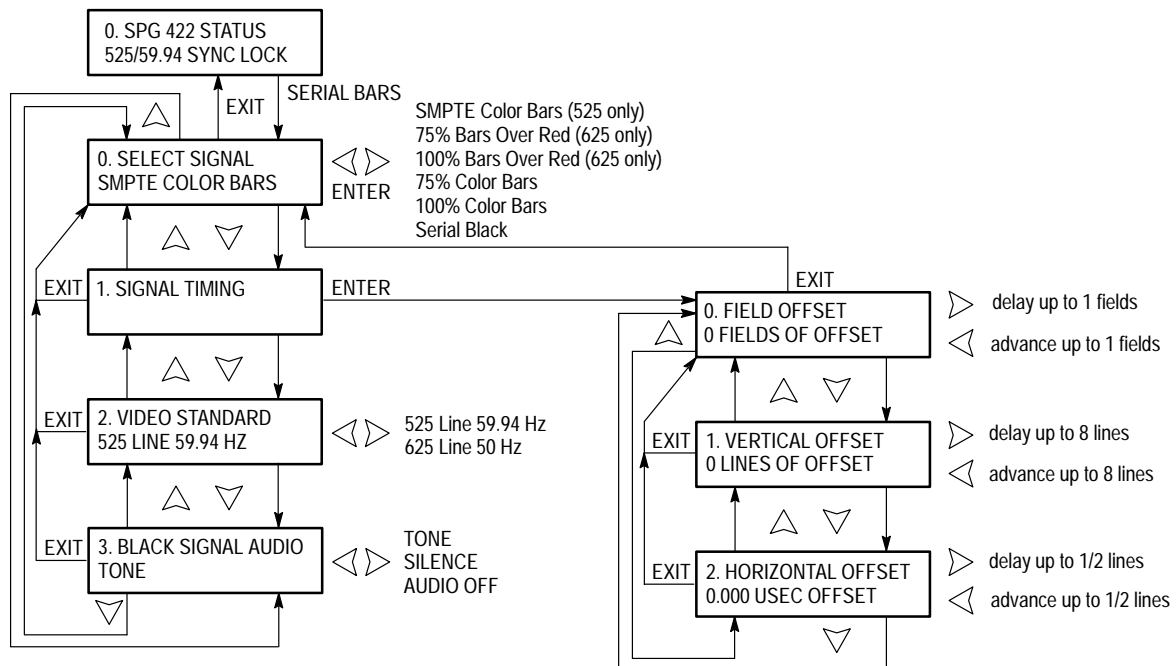 0. SPG 422 STATUS
525/59.94 SYNC LOCK
EXIT
SERIAL BARS
0. SELECT SIGNAL
SMPTE COLOR BARS
ENTER
SMPTE Color Bars (525 only)
75% Bars Over Red (625 only)
100% Bars Over Red (625 only)
75% Color Bars
100% Color Bars
Serial Black
EXIT
1. SIGNAL TIMING
ENTER
EXIT
2. VIDEO STANDARD
525 LINE 59.94 HZ
525 Line 59.94 Hz
625 Line 50 Hz
EXIT
3. BLACK SIGNAL AUDIO
TONE
TONE
SILENCE
AUDIO OFF
EXIT
0. FIELD OFFSET
0 FIELDS OF OFFSET
delay up to 1 fields
advance up to 1 fields
EXIT
1. VERTICAL OFFSET
0 LINES OF OFFSET
delay up to 8 lines
advance up to 8 lines
EXIT
2. HORIZONTAL OFFSET
0.000 USEC OFFSET
delay up to 1/2 lines
advance up to 1/2 lines